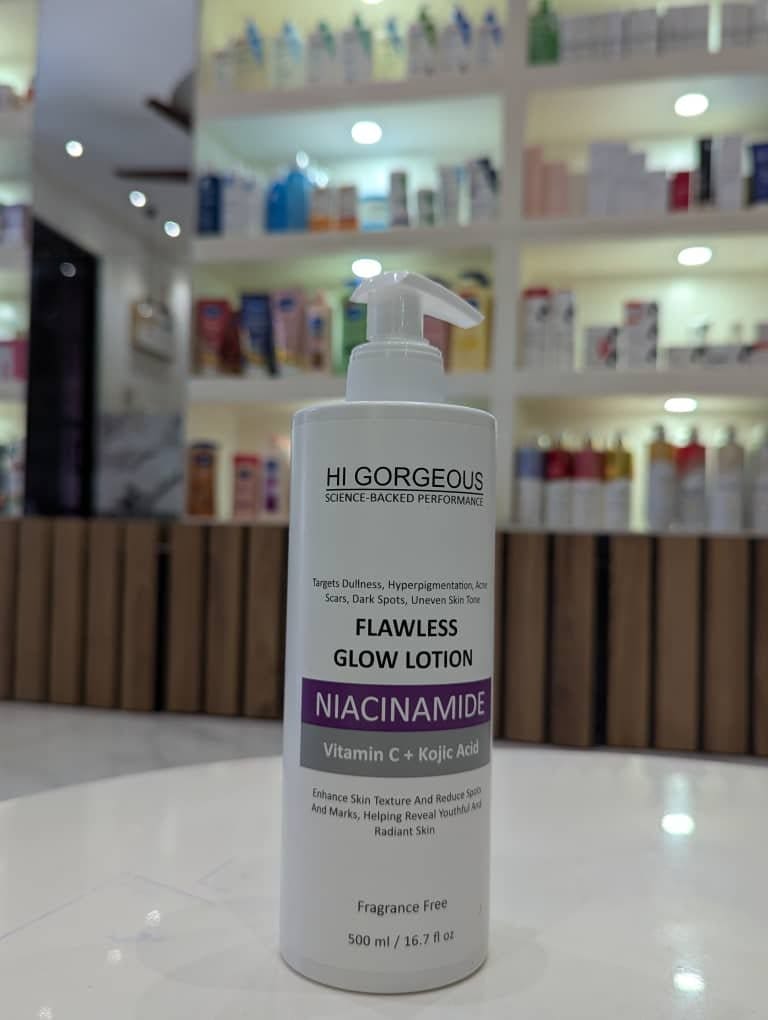 HI GORGEOUS
SCIENCE-BACKED PERFORMANCE
Targets Dullness, Hyperpigmentation, Acne
Scars, Dark Spots, Uneven Skin Tone
FLAWLESS
GLOW LOTION
NIACINAMIDE
Vitamin C + Kojic Acid
Enhance Skin Texture And Reduce Spots
And Marks, Helping Reveal Youthful And
Radiant Skin
Fragrance Free
500 ml / 16.7 fl oz